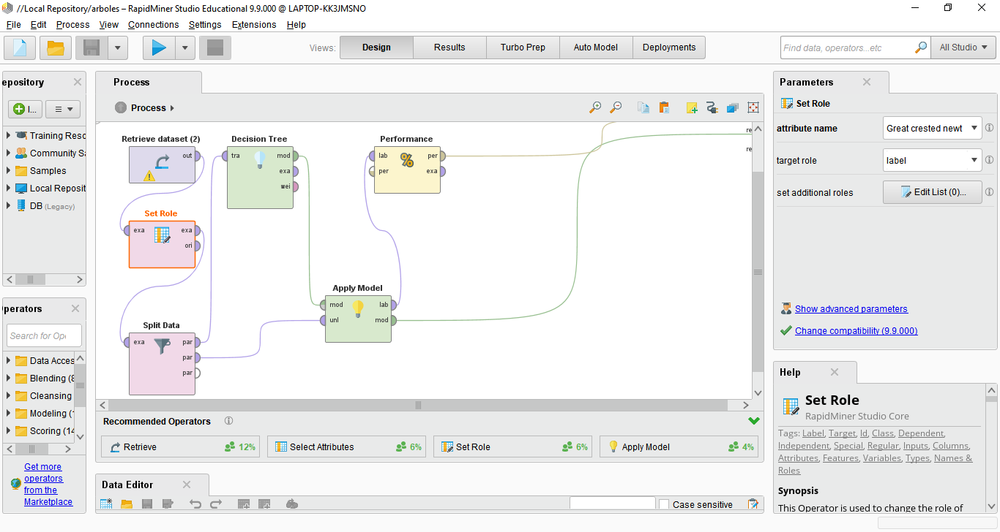 //Local Repository/arboles – RapidMiner Studio Educational 9.9.000 @ LAPTOP-KK3JMSNO
File Edit Process View Connections Settings Extensions Help
Views: Design Results Turbo Prep Auto Model Deployments
Find data, operators...etc
All Studio
epository
I...
Training Reso
Community Sa
Samples
Local Reposit
DB (Legacy)
perators
Search for Ope
Data Acces
Blending (8
Cleansing
Modeling (1
Scoring (14
Get more
operators
from the
Marketplace
Process
Process
Retrieve dataset (2)
out
Decision Tree
tra mod
exa
wei
Performance
lab per
per exa
re
re
Set Role
exa exa
ori
Apply Model
mod lab
unl mod
Split Data
exa par
par
par
Recommended Operators
Retrieve 12%
Select Attributes 6%
Set Role 6%
Apply Model 4%
Data Editor
Case sensitive
Parameters
Set Role
attribute name Great crested newt
target role label
set additional roles Edit List (0)...
Show advanced parameters
Change compatibility (9.9.000)
Help
Set Role
RapidMiner Studio Core
Tags: Label, Target, Id, Class, Dependent,
Independent, Special, Regular, Inputs, Columns,
Attributes, Features, Variables, Types, Names &
Roles
Synopsis
This Operator is used to change the role of